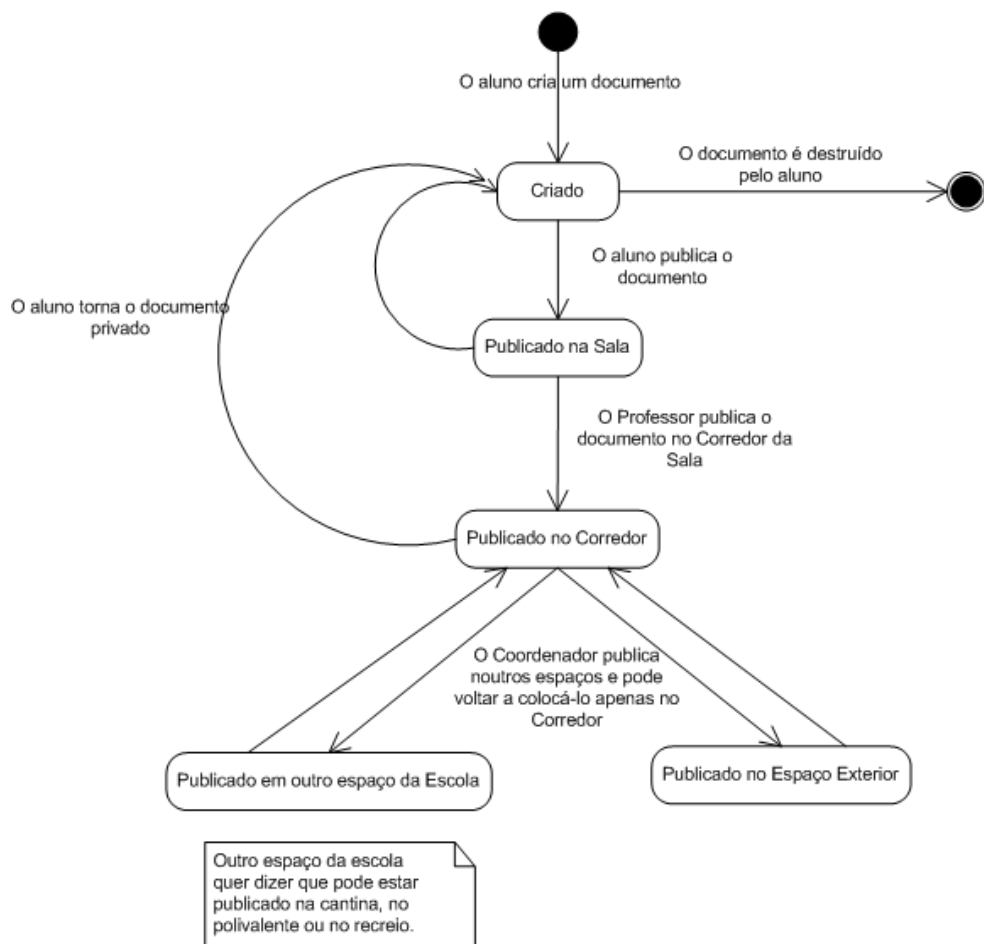 O aluno cria um documento
O documento é destruído
pelo aluno
Criado
O aluno publica o
documento
O aluno torna o documento
privado
Publicado na Sala
O Professor publica o
documento no Corredor da
Sala
Publicado no Corredor
O Coordenador publica
noutros espaços e pode
voltar a colocá-lo apenas no
Corredor
Publicado em outro espaço da Escola
Publicado no Espaço Exterior
Outro espaço da escola
quer dizer que pode estar
publicado na cantina, no
polivalente ou no recreio.